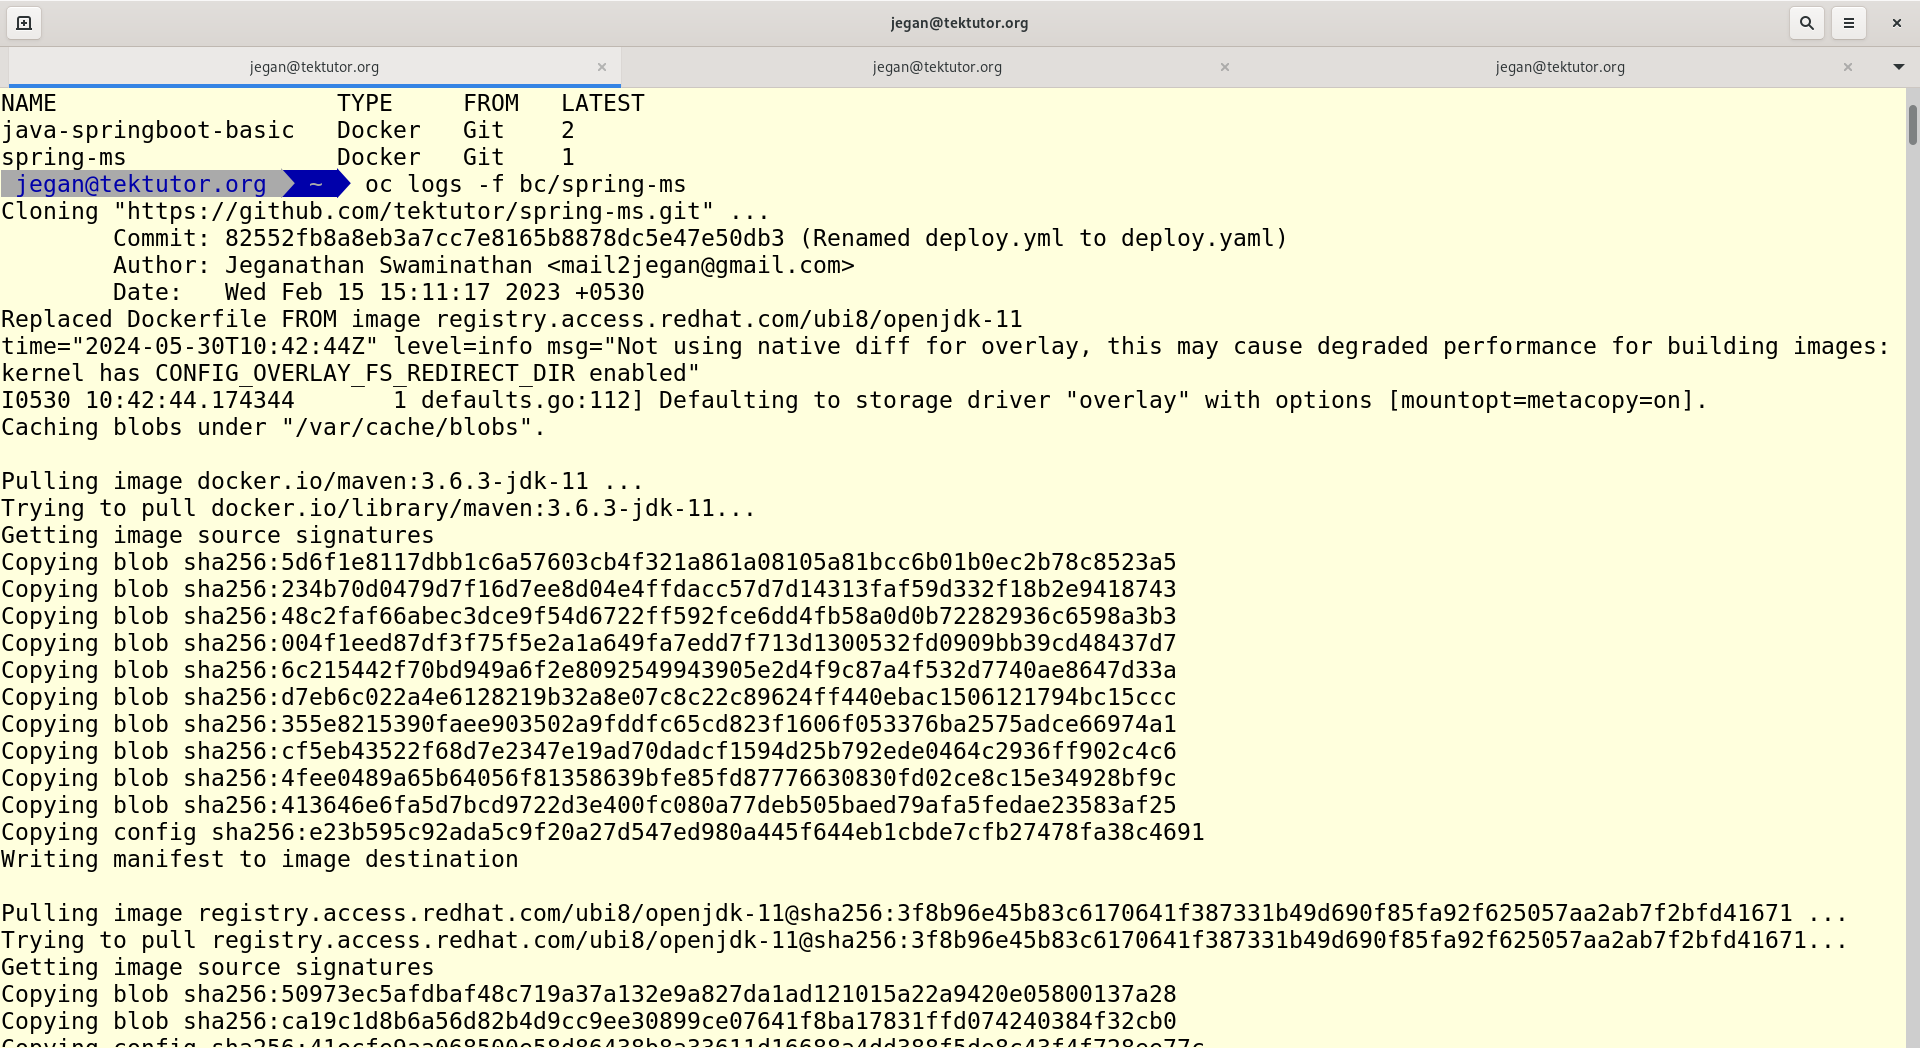 jegan@tektutor.org
jegan@tektutor.org jegan@tektutor.org jegan@tektutor.org
NAME TYPE FROM LATEST
java-springboot-basic Docker Git 2
spring-ms Docker Git 1
jegan@tektutor.org ~ oc logs -f bc/spring-ms
Cloning "https://github.com/tektutor/spring-ms.git" ...
Commit: 82552fb8a8eb3a7cc7e8165b8878dc5e47e50db3 (Renamed deploy.yml to deploy.yaml)
Author: Jeganathan Swaminathan <mail2jegan@gmail.com>
Date: Wed Feb 15 15:11:17 2023 +0530
Replaced Dockerfile FROM image registry.access.redhat.com/ubi8/openjdk-11
time="2024-05-30T10:42:44Z" level=info msg="Not using native diff for overlay, this may cause degraded performance for building images:
kernel has CONFIG_OVERLAY_FS_REDIRECT_DIR enabled"
I0530 10:42:44.174344 1 defaults.go:112] Defaulting to storage driver "overlay" with options [mountopt=metacopy=on].
Caching blobs under "/var/cache/blobs".
Pulling image docker.io/maven:3.6.3-jdk-11 ...
Trying to pull docker.io/library/maven:3.6.3-jdk-11...
Getting image source signatures
Copying blob sha256:5d6f1e8117dbb1c6a57603cb4f321a861a08105a81bcc6b01b0ec2b78c8523a5
Copying blob sha256:234b70d0479d7f16d7ee8d04e4ffdacc57d7d14313faf59d332f18b2e9418743
Copying blob sha256:48c2faf66abec3dce9f54d6722ff592fce6dd4fb58a0d0b72282936c6598a3b3
Copying blob sha256:004f1eed87df3f75f5e2a1a649fa7edd7f713d1300532fd0909bb39cd48437d7
Copying blob sha256:6c215442f70bd949a6f2e8092549943905e2d4f9c87a4f532d7740ae8647d33a
Copying blob sha256:d7eb6c022a4e6128219b32a8e07c8c22c89624ff440ebac1506121794bc15ccc
Copying blob sha256:355e8215390faee903502a9fddfc65cd823f1606f053376ba2575adce66974a1
Copying blob sha256:cf5eb43522f68d7e2347e19ad70dadcf1594d25b792ede0464c2936ff902c4c6
Copying blob sha256:4fee0489a65b64056f81358639bfe85fd87776630830fd02ce8c15e34928bf9c
Copying blob sha256:413646e6fa5d7bcd9722d3e400fc080a77deb505baed79afa5fedae23583af25
Copying config sha256:e23b595c92ada5c9f20a27d547ed980a445f644eb1cbde7cfb27478fa38c4691
Writing manifest to image destination
Pulling image registry.access.redhat.com/ubi8/openjdk-11@sha256:3f8b96e45b83c6170641f387331b49d690f85fa92f625057aa2ab7f2bfd41671 ...
Trying to pull registry.access.redhat.com/ubi8/openjdk-11@sha256:3f8b96e45b83c6170641f387331b49d690f85fa92f625057aa2ab7f2bfd41671...
Getting image source signatures
Copying blob sha256:50973ec5afdbaf48c719a37a132e9a827da1ad121015a22a9420e05800137a28
Copying blob sha256:ca19c1d8b6a56d82b4d9cc9ee30899ce07641f8ba17831ffd074240384f32cb0
Copying config